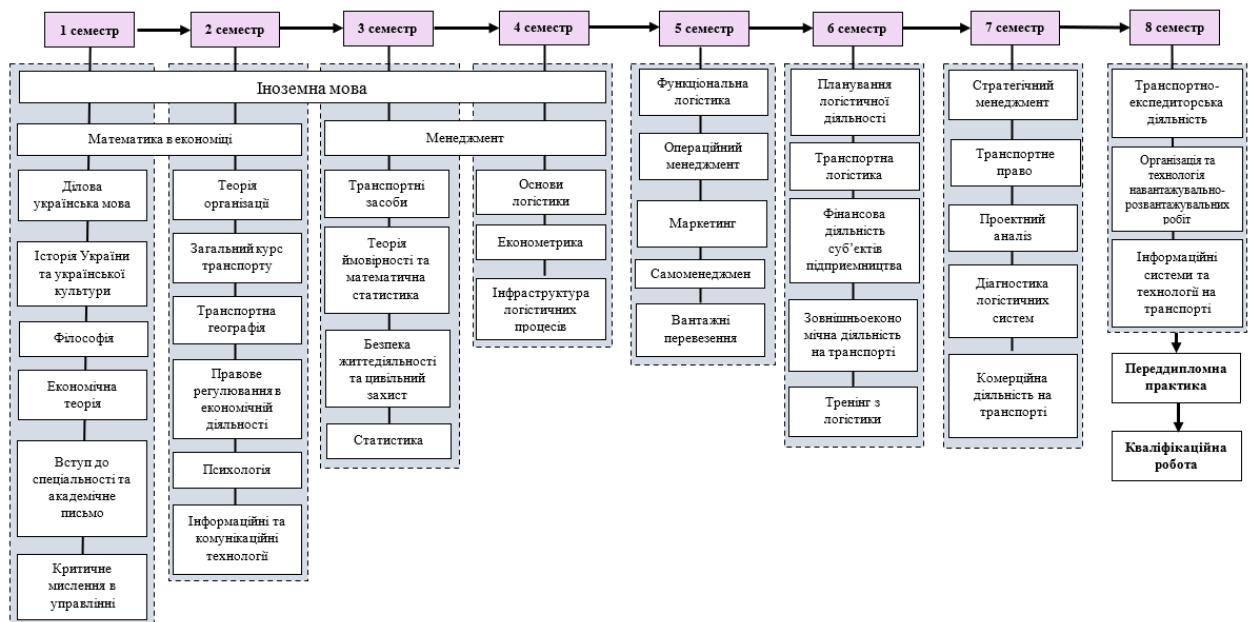 1 семестр
2 семестр
3 семестр
4 семестр
5 семестр
6 семестр
7 семестр
8 семестр
Іноземна мова
Математика в економіці
Менеджмент
Ділова
українська мова
Історія України
та української
культури
Філософія
Економічна
теорія
Вступ до
спеціальності та
академічне
письмо
Критичне
мислення в
управлінні
Теорія
організації
Загальний курс
транспорту
Транспортна
географія
Правове
регулювання в
економічній
діяльності
Психологія
Інформаційні та
комунікаційні
технології
Транспортні
засоби
Теорія
ймовірності та
математична
статистика
Безпека
життєдіяльності
та цивільний
захист
Статистика
Основи
логістики
Економетрика
Інфраструктура
логістичних
процесів
Функціональна
логістика
Операційний
менеджмент
Маркетинг
Самоменеджмен
Вантажні
перевезення
Планування
логістичної
діяльності
Транспортна
логістика
Фінансова
діяльність
суб’єктів
підприємництва
Зовнішньоеконо
мічна діяльність
на транспорті
Тренінг з
логістики
Стратегічний
менеджмент
Транспортне
право
Проектний
аналіз
Діагностика
логістичних
систем
Комерційна
діяльність на
транспорті
Транспортно-
експедиторська
діяльність
Організація та
технологія
навантажувально-
розвантажувальних
робіт
Інформаційні
системи та
технології на
транспорті
Переддипломна
практика
Кваліфікаційна
робота